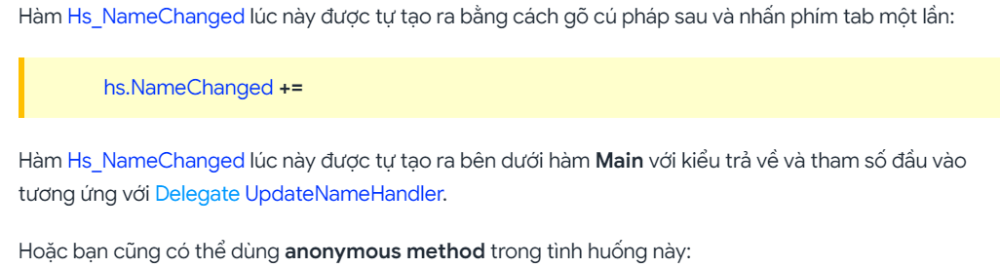 Hàm Hs_NameChanged lúc này được tự tạo ra bằng cách gõ cú pháp sau và nhấn phím tab một lần:
hs.NameChanged +=
Hàm Hs_NameChanged lúc này được tự tạo ra bên dưới hàm Main với kiểu trả về và tham số đầu vào
tương ứng với Delegate UpdateNameHandler.
Hoặc bạn cũng có thể dùng anonymous method trong tình huống này: